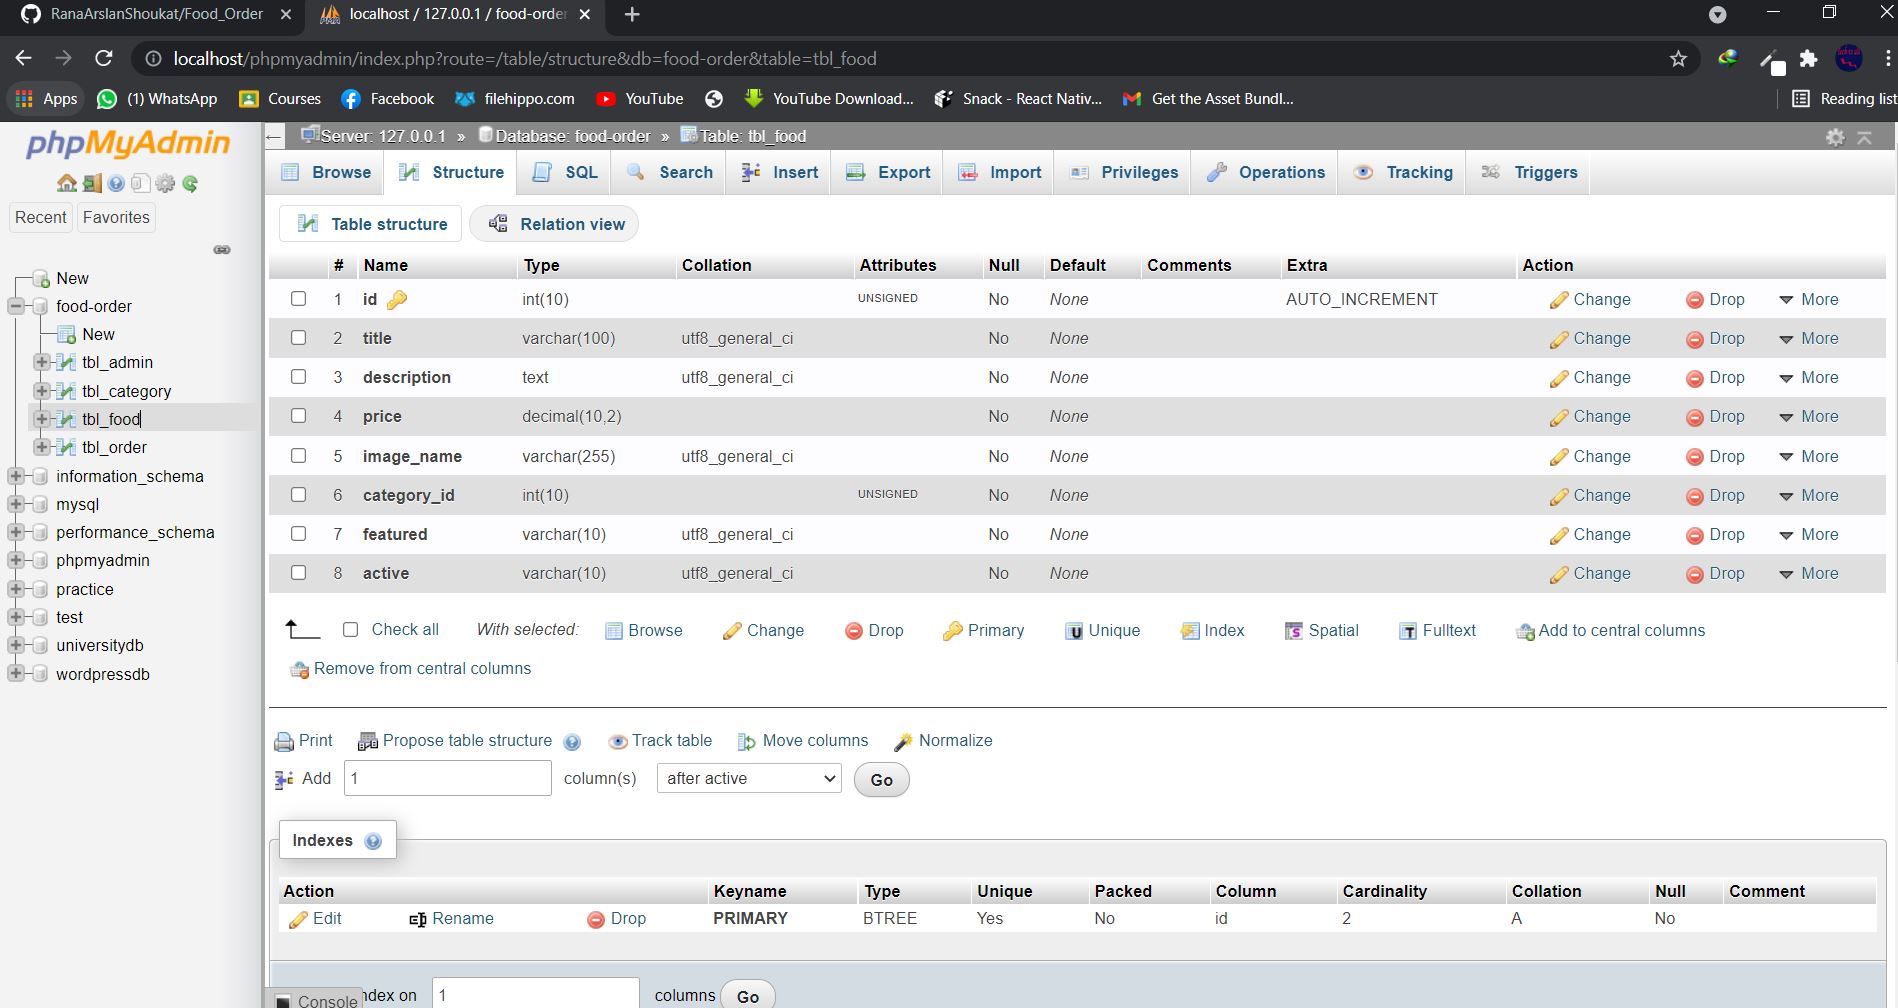 RanaArslanShoukat/Food_Order
localhost / 127.0.0.1 / food-order
localhost/phpmyadmin/index.php?route=/table/structure&db=food-order&table=tbl_food
Apps (1) WhatsApp Courses Facebook filehippo.com YouTube YouTube Download... Snack - React Nativ... Get the Asset Bundl... Reading list
phpMyAdmin
Recent Favorites
New
food-order
New
tbl_admin
tbl_category
tbl_food
tbl_order
information_schema
mysql
performance_schema
phpmyadmin
practice
test
universitydb
wordpressdb
Server: 127.0.0.1 » Database: food-order » Table: tbl_food
Browse Structure SQL Search Insert Export Import Privileges Operations Tracking Triggers
Table structure Relation view
# Name Type Collation Attributes Null Default Comments Extra Action
1 id int(10) UNSIGNED No None AUTO_INCREMENT Change Drop More
2 title varchar(100) utf8_general_ci No None Change Drop More
3 description text utf8_general_ci No None Change Drop More
4 price decimal(10,2) No None Change Drop More
5 image_name varchar(255) utf8_general_ci No None Change Drop More
6 category_id int(10) UNSIGNED No None Change Drop More
7 featured varchar(10) utf8_general_ci No None Change Drop More
8 active varchar(10) utf8_general_ci No None Change Drop More
Check all With selected: Browse Change Drop Primary Unique Index Spatial Fulltext Add to central columns
Remove from central columns
Print Propose table structure Track table Move columns Normalize
Add 1 column(s) after active Go
Indexes
Action Keyname Type Unique Packed Column Cardinality Collation Null Comment
Edit Rename Drop PRIMARY BTREE Yes No id 2 A No
Console ndex on 1 columns Go